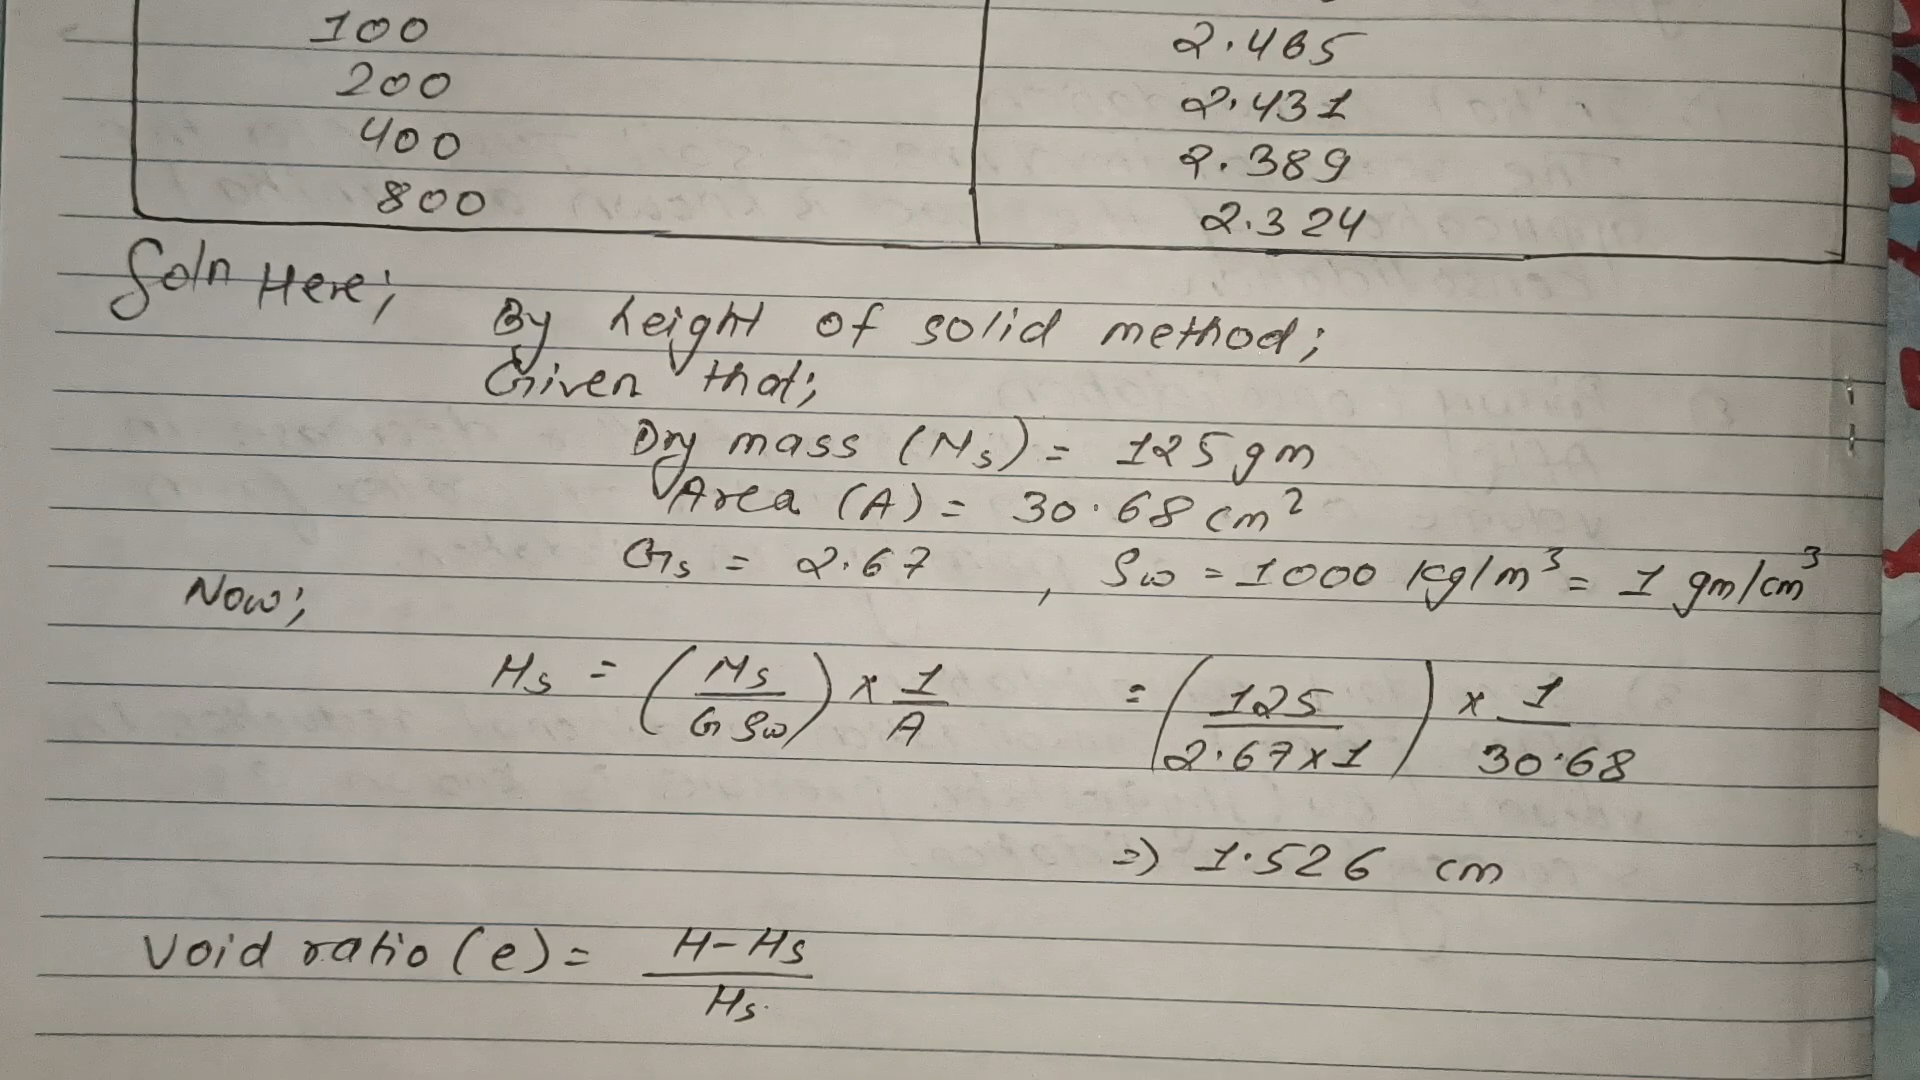 100 2.465
200 2.431
400 2.389
800 2.324
Soln Here;
By height of solid method;
Given that;
Dry mass (Ms) = 125 gm
Area (A) = 30.68 cm²
Gs = 2.67 , ρw = 1000 kg/m³ = 1 gm/cm³
Now;
Hs = (Ms / G ρw) × 1/A = (125 / 2.67×1) × 1/30.68
=> 1.526 cm
Void ratio (e) = H-Hs / Hs.